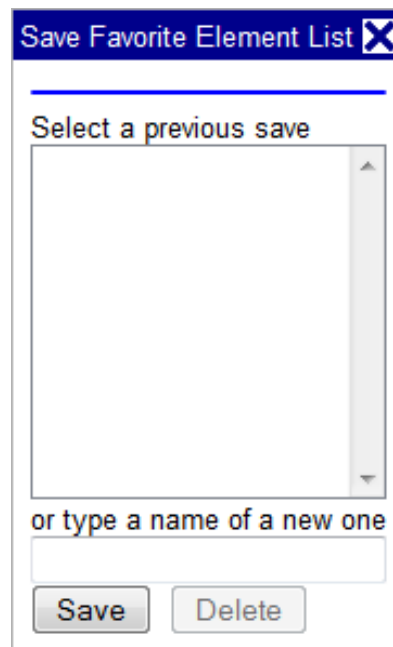 Save Favorite Element List
Select a previous save
or type a name of a new one
Save Delete